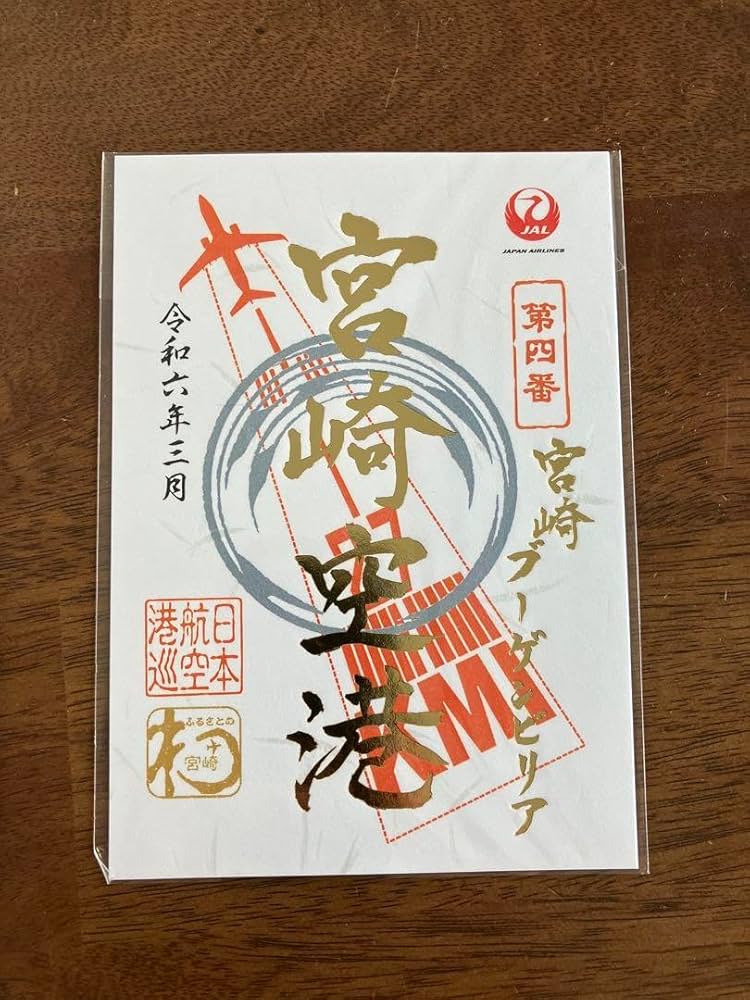 JAL
JAPAN AIRLINES
第四番
宮崎ブーゲンビリア
宮崎空港
KMI
令和六年三月
日本
航空
港巡
ふるさとの
宮崎